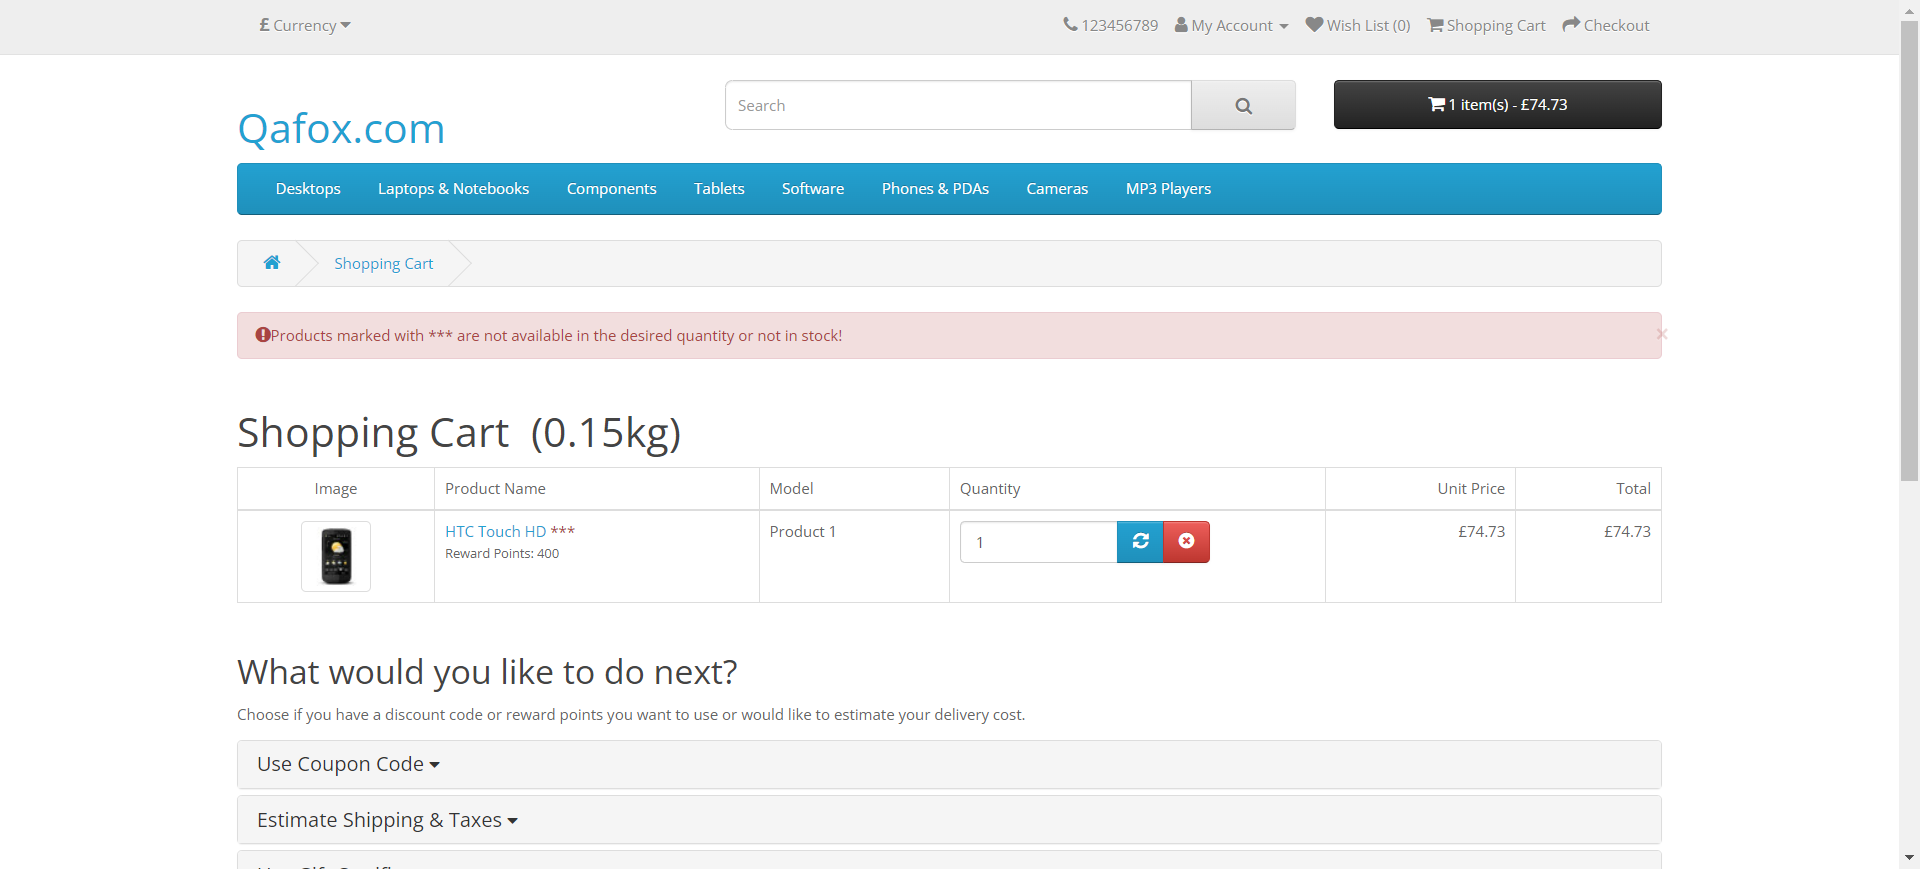 £ Currency
123456789 My Account Wish List (0) Shopping Cart Checkout
Search
1 item(s) - £74.73
Qafox.com
Desktops Laptops & Notebooks Components Tablets Software Phones & PDAs Cameras MP3 Players
Shopping Cart
Products marked with *** are not available in the desired quantity or not in stock!
×
Shopping Cart (0.15kg)
Image Product Name Model Quantity Unit Price Total
HTC Touch HD *** Product 1 1 £74.73 £74.73
Reward Points: 400
What would you like to do next?
Choose if you have a discount code or reward points you want to use or would like to estimate your delivery cost.
Use Coupon Code
Estimate Shipping & Taxes